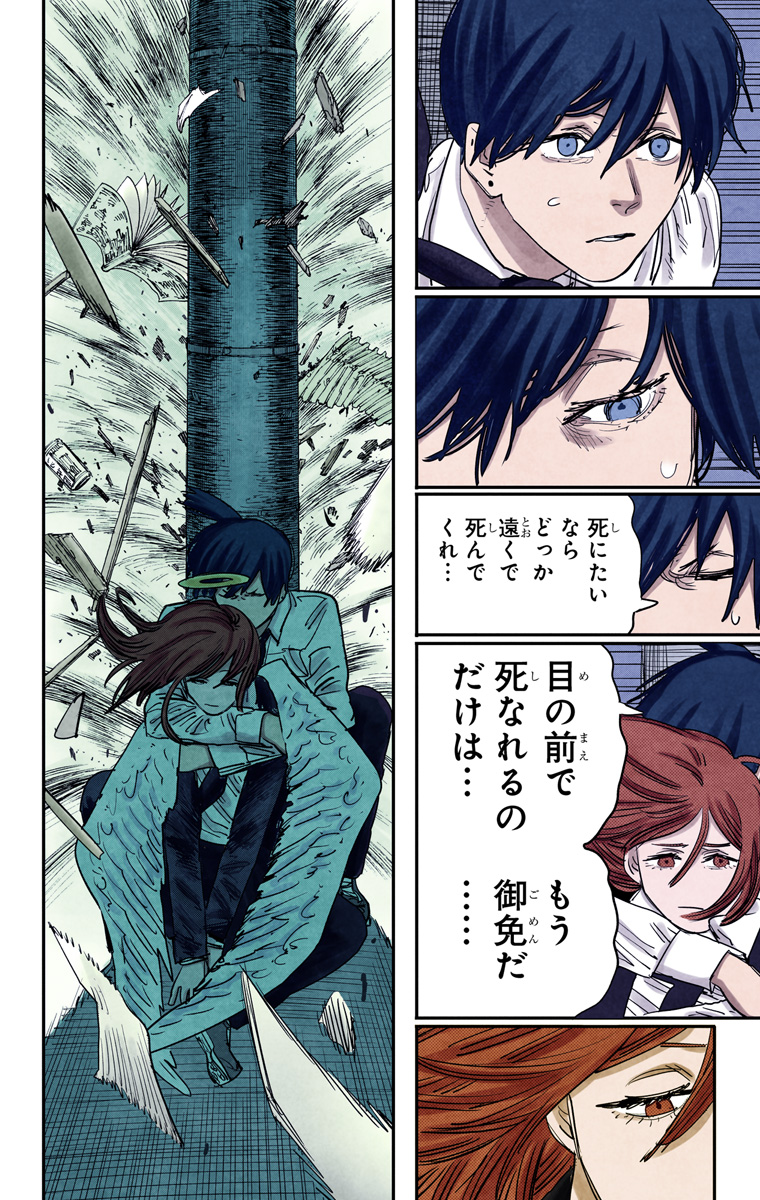 死にたい
なら
どっか
遠くで
死んで
くれ…
目の前で
死なれるの
だけは…
もう
御免だ
……